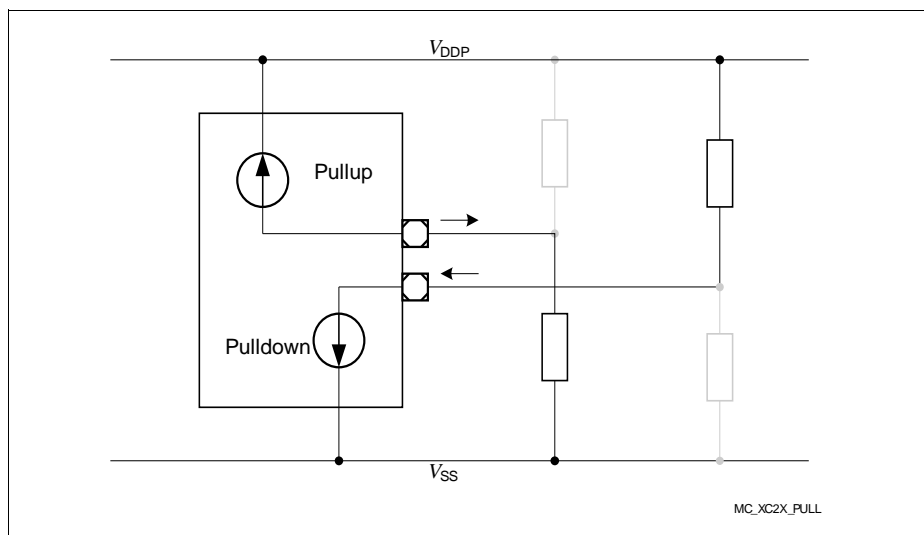 VDDP
Pullup
Pulldown
VSS
MC_XC2X_PULL